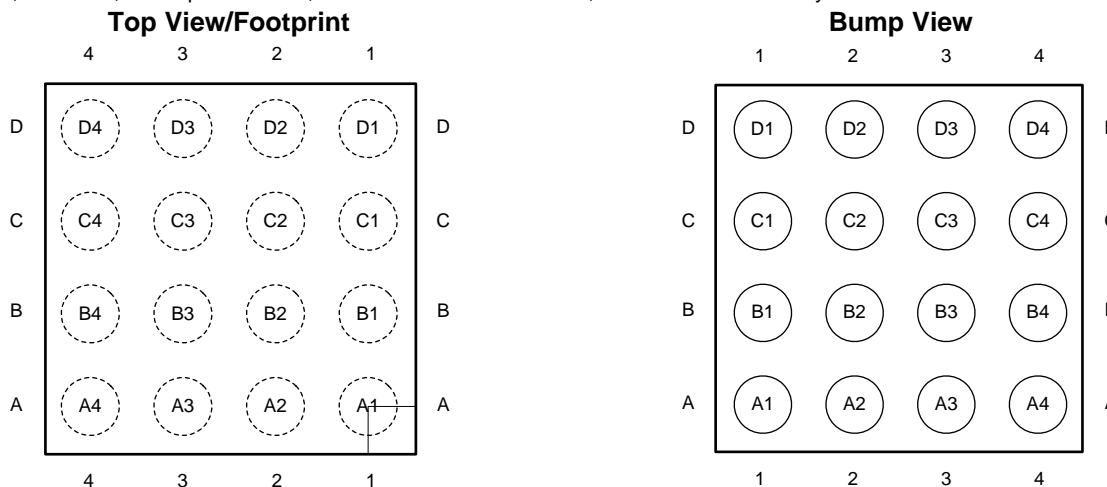 Top View/Footprint
4 3 2 1
D D4 D3 D2 D1 D
C C4 C3 C2 C1 C
B B4 B3 B2 B1 B
A A4 A3 A2 A1 A
4 3 2 1
Bump View
1 2 3 4
D D1 D2 D3 D4
C C1 C2 C3 C4
B B1 B2 B3 B4
A A1 A2 A3 A4
1 2 3 4